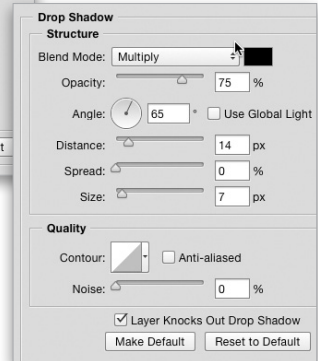 Drop Shadow
Structure
Blend Mode: Multiply
Opacity: 75 %
Angle: 65 ° Use Global Light
Distance: 14 px
Spread: 0 %
Size: 7 px
Quality
Contour: Anti-aliased
Noise: 0 %
Layer Knocks Out Drop Shadow
Make Default Reset to Default